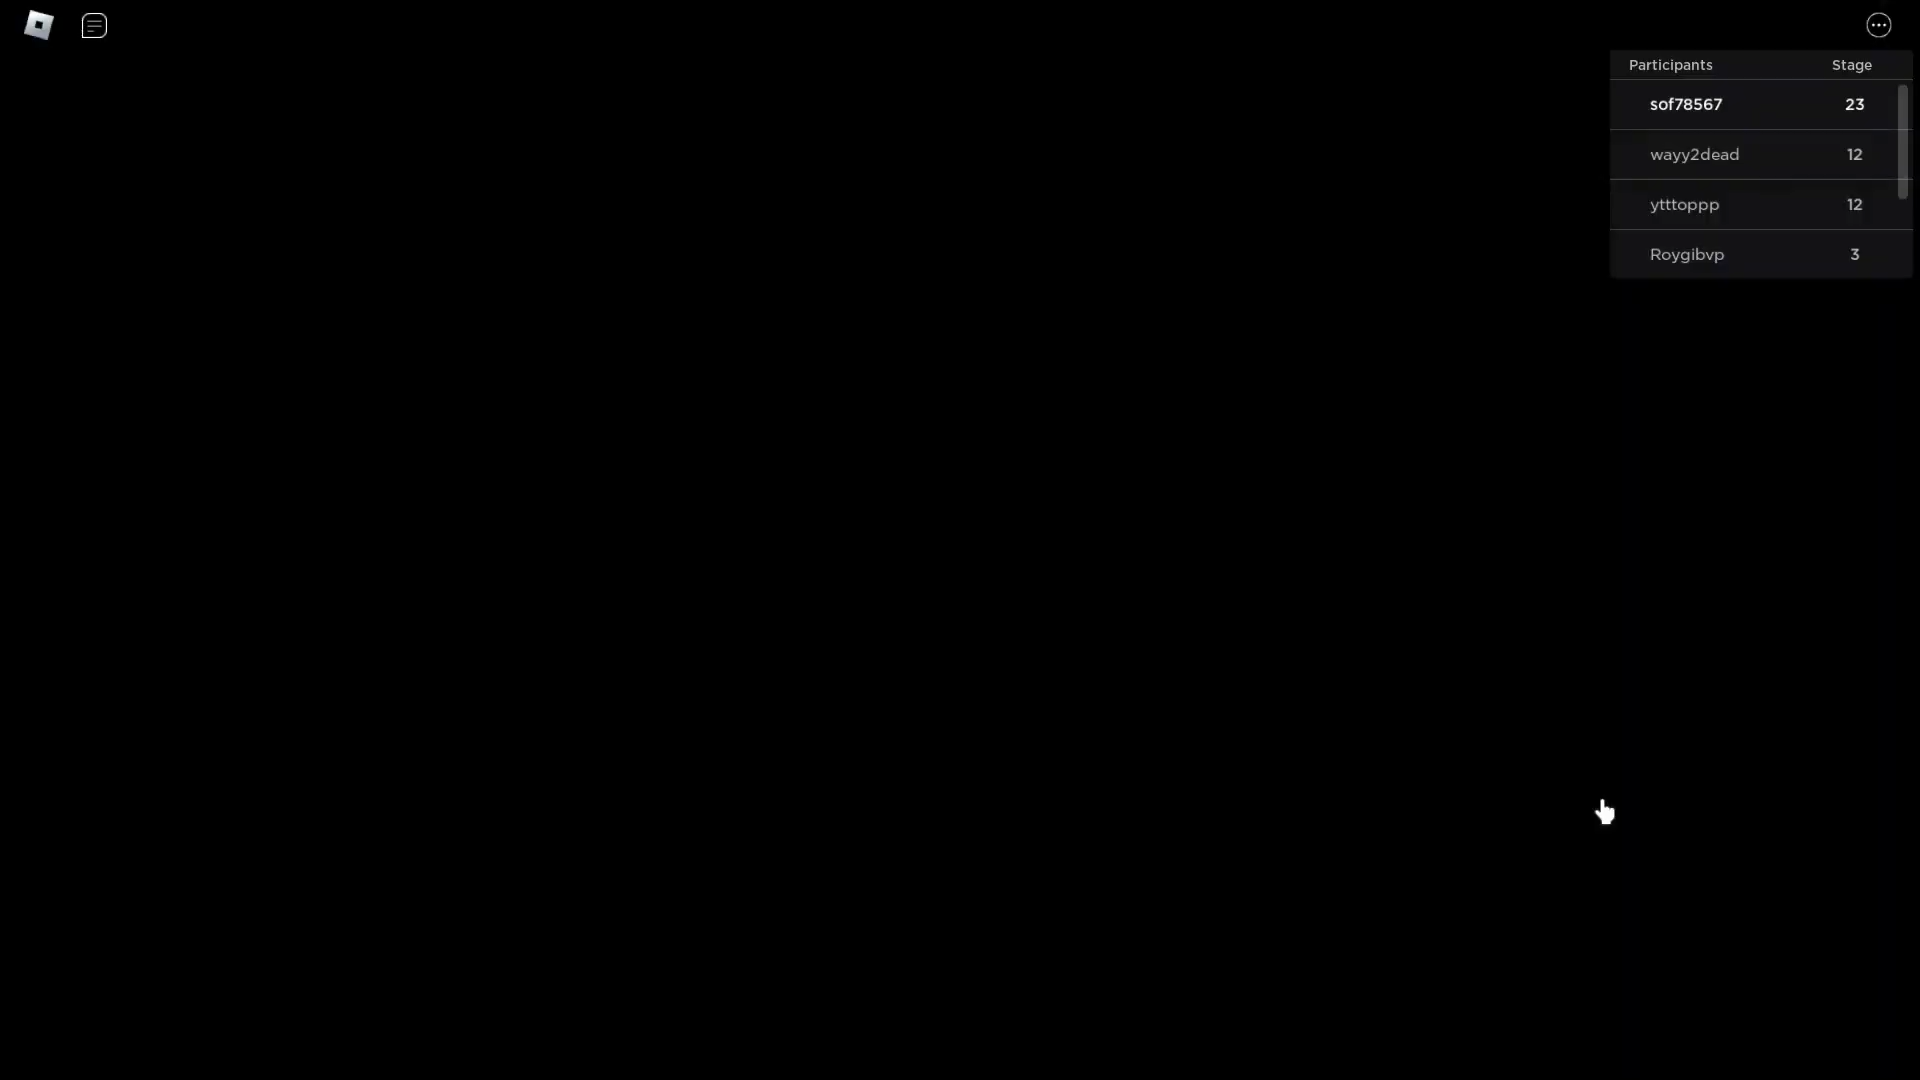 Participants Stage
sof78567 23
wayy2dead 12
ytttoppp 12
Roygibvp 3